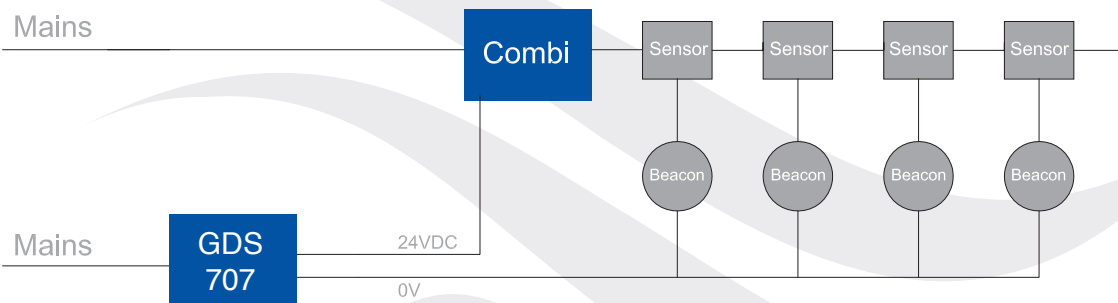 Mains
Combi
Sensor
Sensor
Sensor
Sensor
Beacon
Beacon
Beacon
Beacon
Mains
GDS
707
24VDC
0V